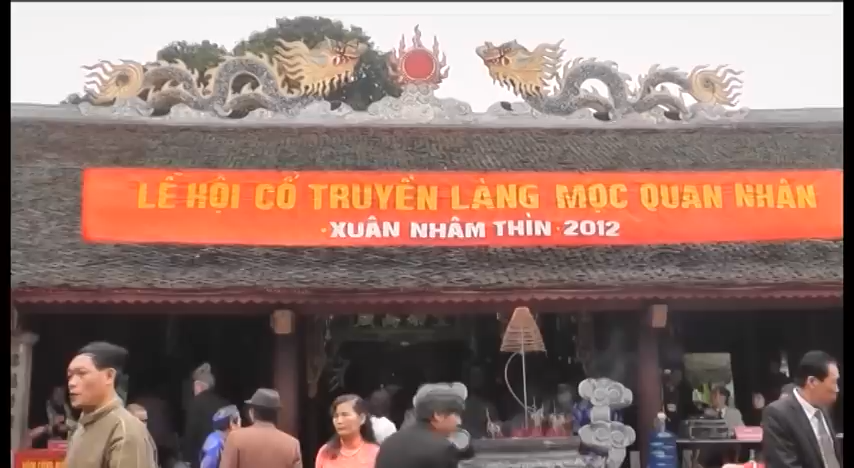 LỄ HỘI CỔ TRUYỀN LÀNG MỌC QUAN NHÂN
XUÂN NHÂM THÌN - 2012